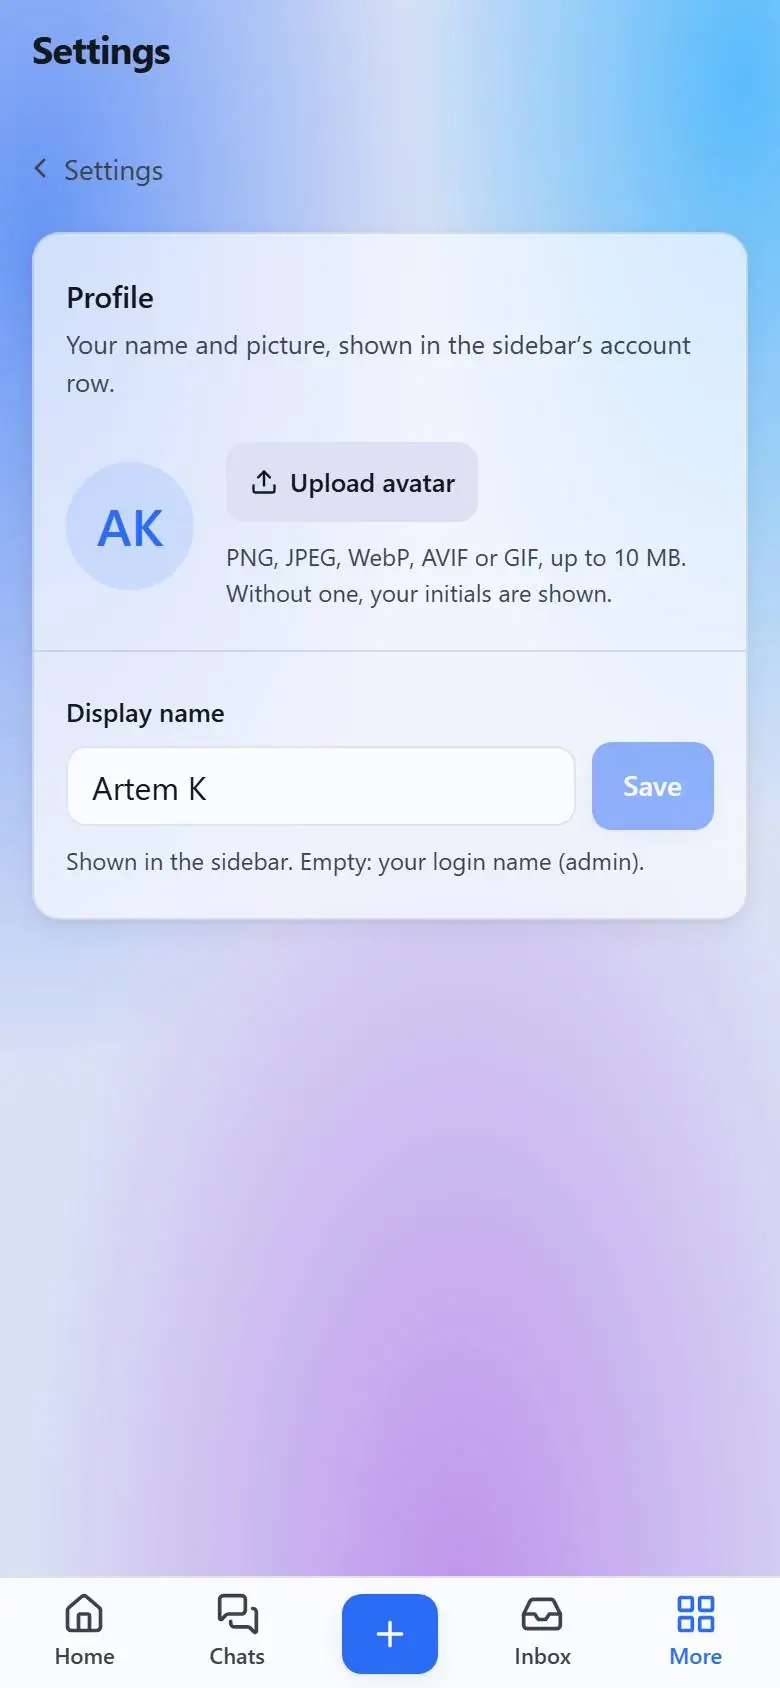 Settings
Settings
Profile
Your name and picture, shown in the sidebar’s account
row.
AK
Upload avatar
PNG, JPEG, WebP, AVIF or GIF, up to 10 MB.
Without one, your initials are shown.
Display name
Artem K
Save
Shown in the sidebar. Empty: your login name (admin).
Home
Chats
Inbox
More